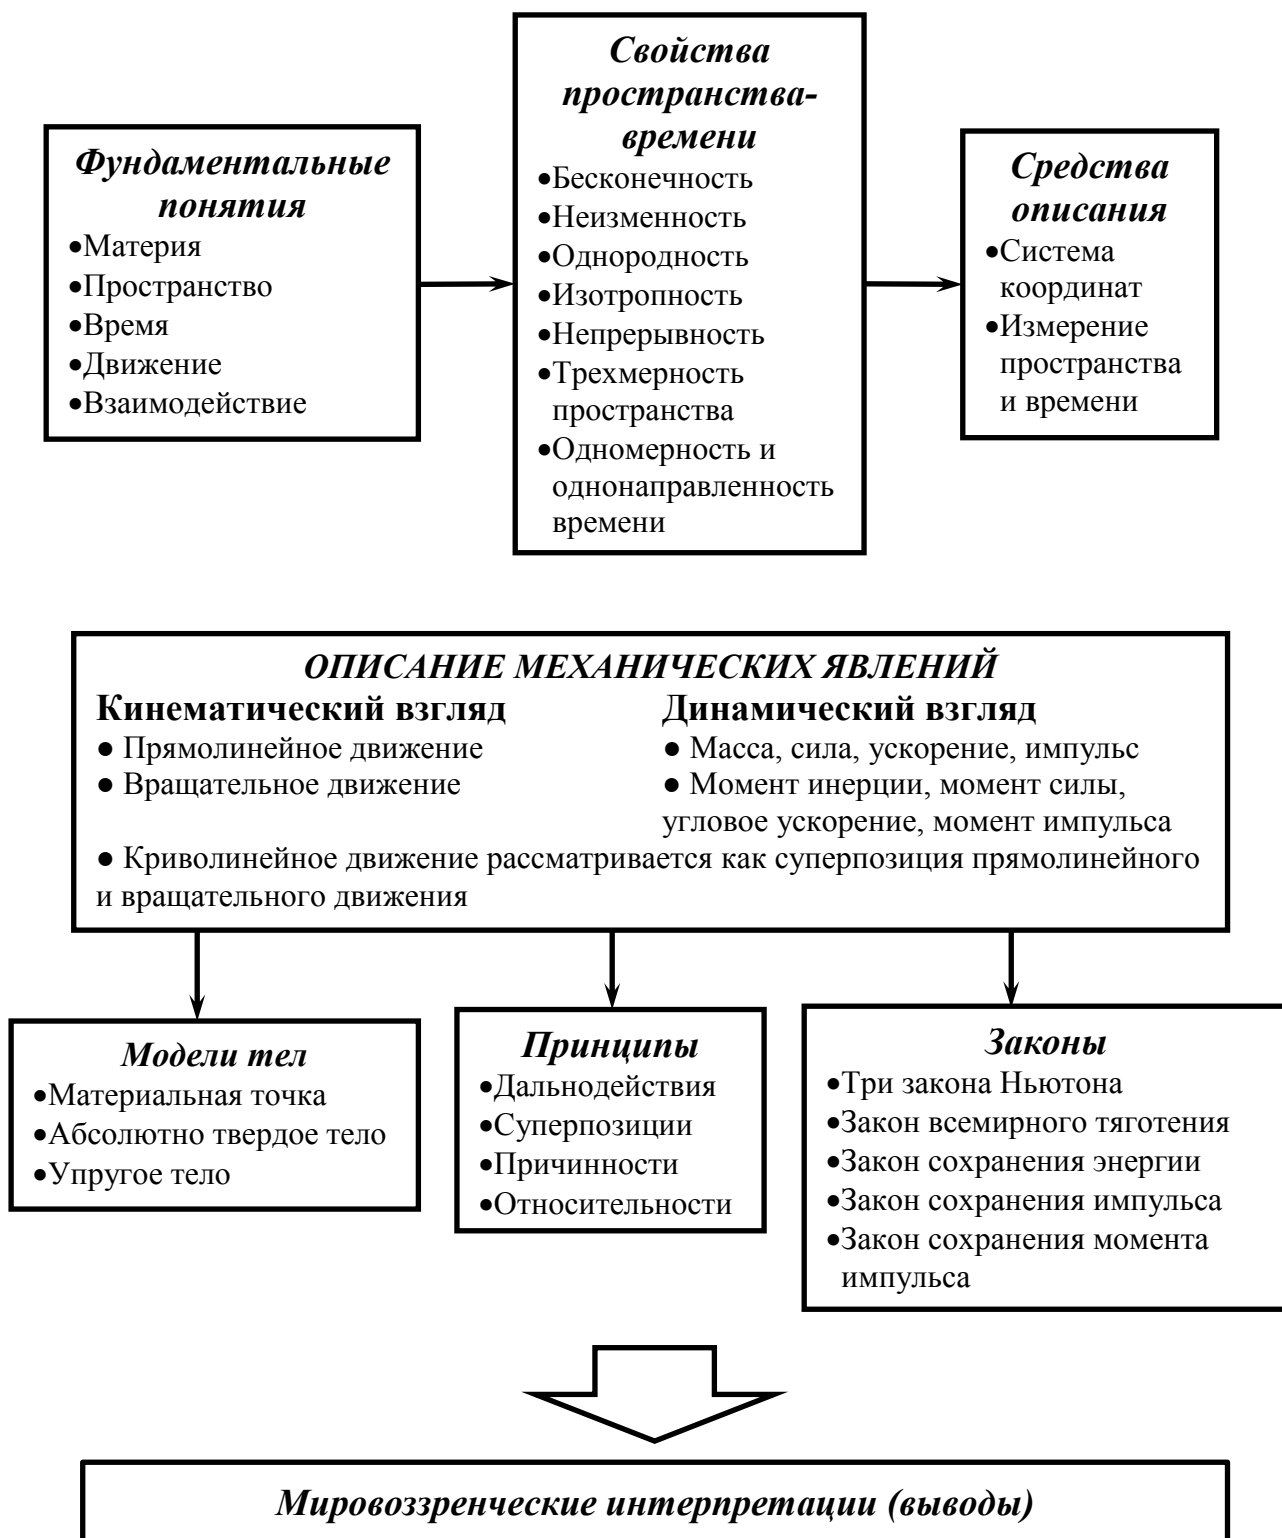 Фундаментальные
понятия
•Материя
•Пространство
•Время
•Движение
•Взаимодействие
Свойства
пространства-
времени
•Бесконечность
•Неизменность
•Однородность
•Изотропность
•Непрерывность
•Трехмерность
пространства
•Одномерность и
однонаправленность
времени
Средства
описания
•Система
координат
•Измерение
пространства
и времени
ОПИСАНИЕ МЕХАНИЧЕСКИХ ЯВЛЕНИЙ
Кинематический взгляд
● Прямолинейное движение
● Вращательное движение
Динамический взгляд
● Масса, сила, ускорение, импульс
● Момент инерции, момент силы,
угловое ускорение, момент импульса
● Криволинейное движение рассматривается как суперпозиция прямолинейного
и вращательного движения
Модели тел
•Материальная точка
•Абсолютно твердое тело
•Упругое тело
Принципы
•Дальнодействия
•Суперпозиции
•Причинности
•Относительности
Законы
•Три закона Ньютона
•Закон всемирного тяготения
•Закон сохранения энергии
•Закон сохранения импульса
•Закон сохранения момента
импульса
Мировоззренческие интерпретации (выводы)